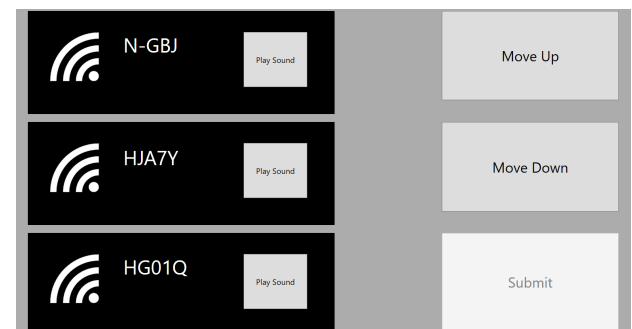 N-GBJ
Play Sound
HJA7Y
Play Sound
HG01Q
Play Sound
Move Up
Move Down
Submit